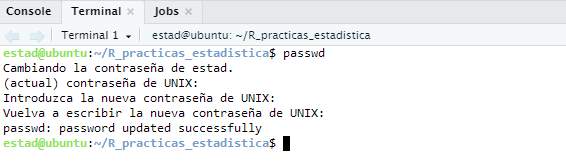 Console Terminal × Jobs ×
Terminal 1 estad@ubuntu: ~/R_practicas_estadistica
estad@ubuntu:~/R_practicas_estadistica$ passwd
Cambiando la contraseña de estad.
(actual) contraseña de UNIX:
Introduzca la nueva contraseña de UNIX:
Vuelva a escribir la nueva contraseña de UNIX:
passwd: password updated successfully
estad@ubuntu:~/R_practicas_estadistica$